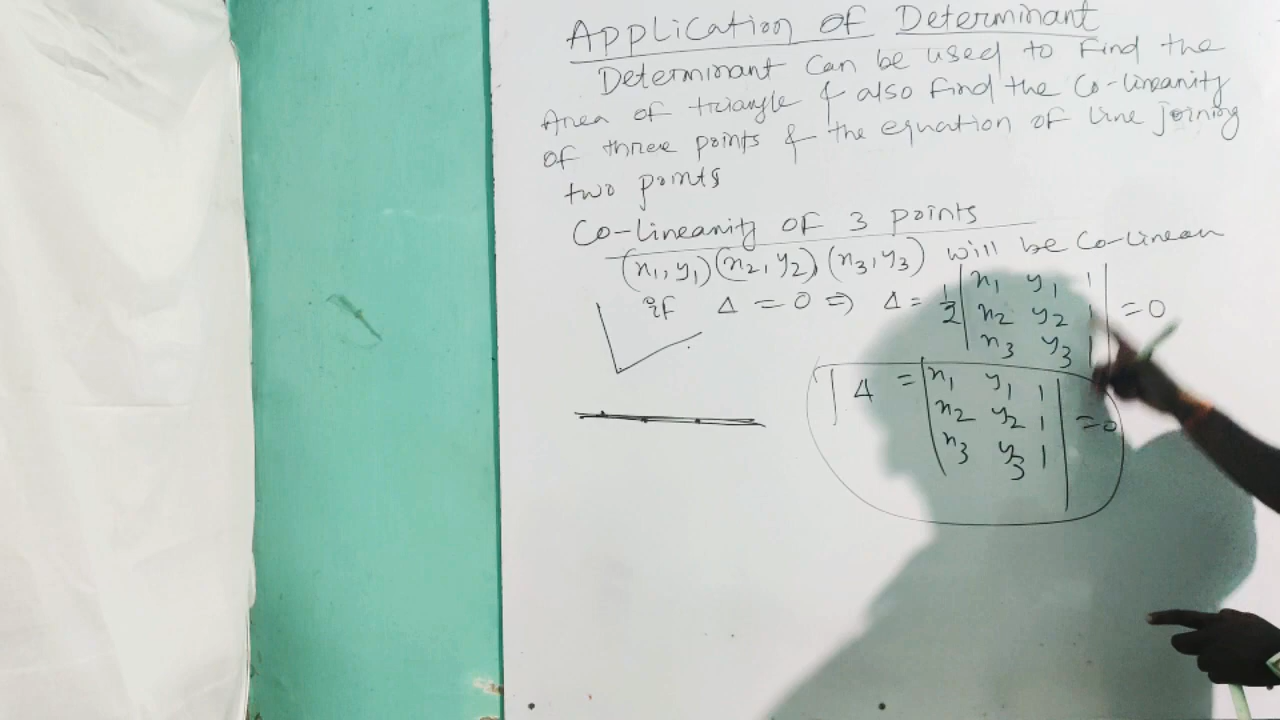 Application of Determinant
Determinant can be used to find the
Area of triangle & also find the Co-linearity
of three points & the equation of line joining
two points
Co-linearity of 3 points
(x₁, y₁) (x₂, y₂), (x₃, y₃) will be Co-linear
if Δ = 0 ⇒ Δ = 1/2 | x₁ y₁ 1
x₂ y₂ 1
x₃ y₃ 1 | = 0
Δ = | x₁ y₁ 1
x₂ y₂ 1
x₃ y₃ 1 | = 0